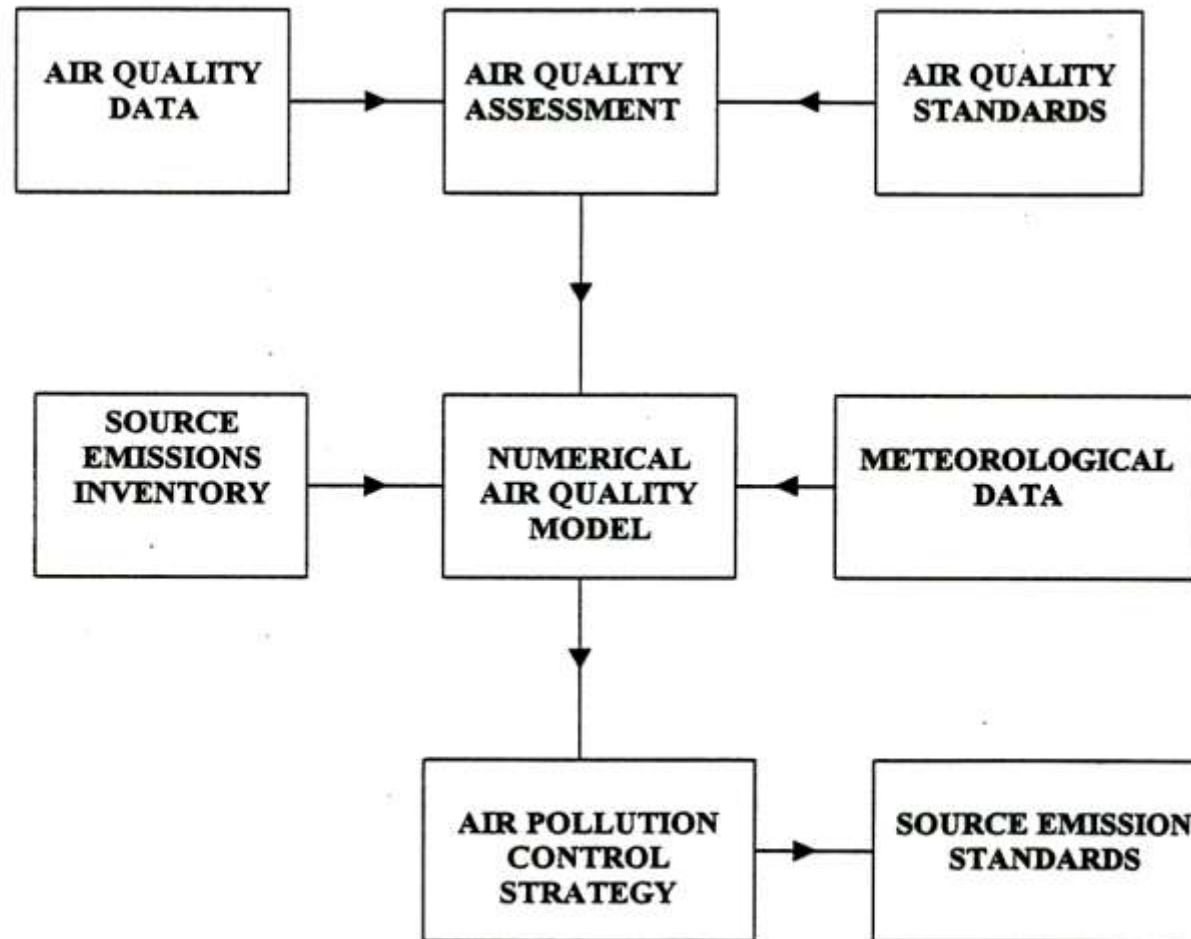 AIR QUALITY
DATA
AIR QUALITY
ASSESSMENT
AIR QUALITY
STANDARDS
SOURCE
EMISSIONS
INVENTORY
NUMERICAL
AIR QUALITY
MODEL
METEOROLOGICAL
DATA
AIR POLLUTION
CONTROL
STRATEGY
SOURCE EMISSION
STANDARDS